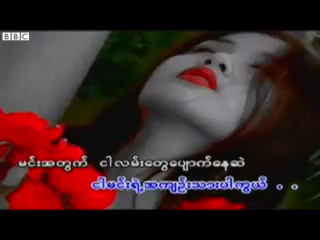 BBC
မင်းအတွက် ငါလမ်းတွေပျောက်နေဆဲ
ငါမင်းရဲ့အကျဉ်းသားပါကွယ် . .